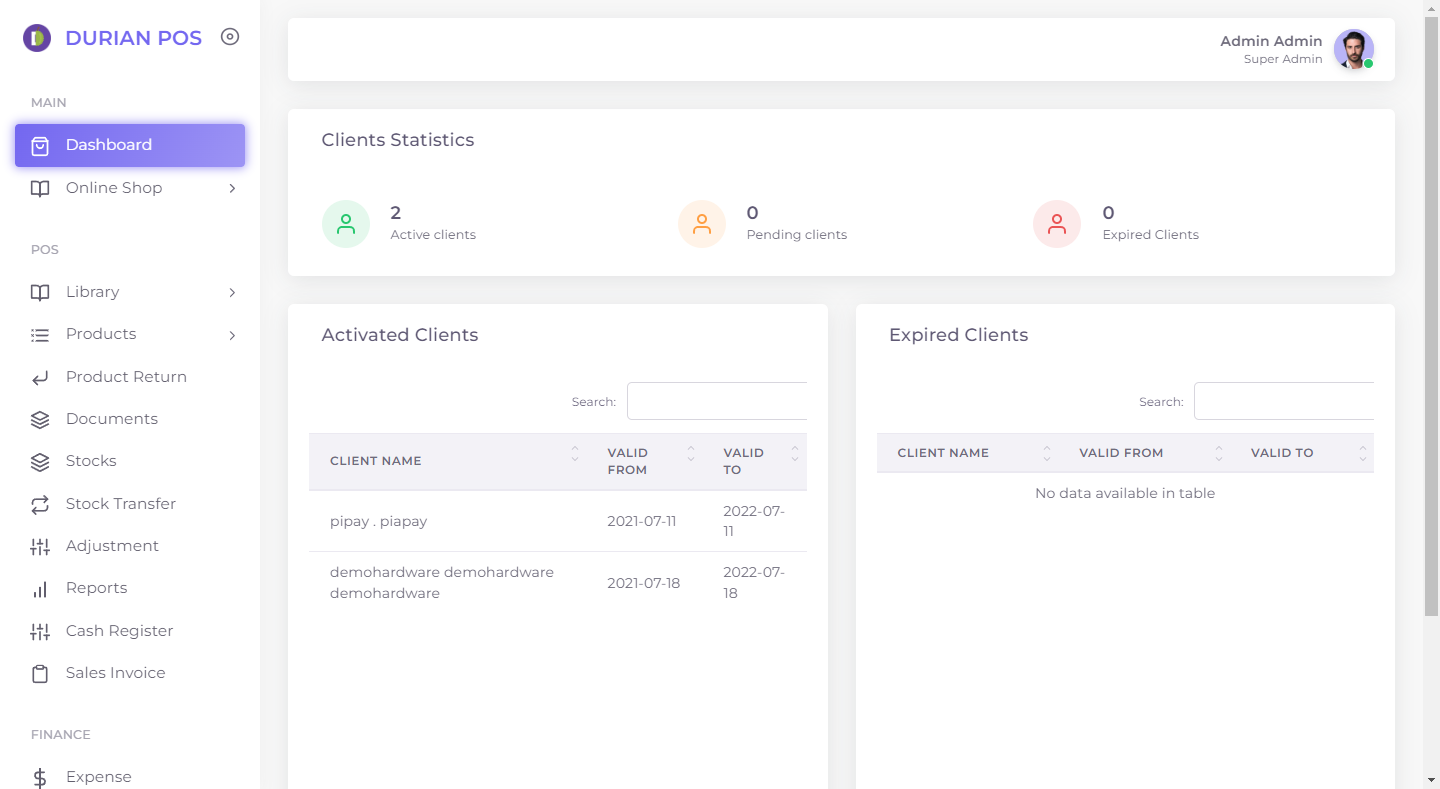 DURIAN POS
MAIN
Dashboard
Online Shop
POS
Library
Products
Product Return
Documents
Stocks
Stock Transfer
Adjustment
Reports
Cash Register
Sales Invoice
FINANCE
Expense
Admin Admin
Super Admin
Clients Statistics
2
Active clients
0
Pending clients
0
Expired Clients
Activated Clients
Search:
CLIENT NAME VALID FROM VALID TO
pipay . piapay 2021-07-11 2022-07-11
demohardware demohardware demohardware 2021-07-18 2022-07-18
Expired Clients
Search:
CLIENT NAME VALID FROM VALID TO
No data available in table